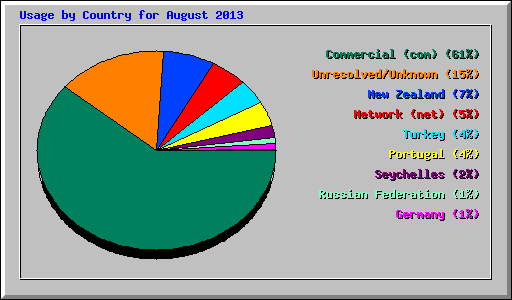 Usage by Country for August 2013
Commercial (com) (61%)
Unresolved/Unknown (15%)
New Zealand (7%)
Network (net) (5%)
Turkey (4%)
Portugal (4%)
Seychelles (2%)
Russian Federation (1%)
Germany (1%)